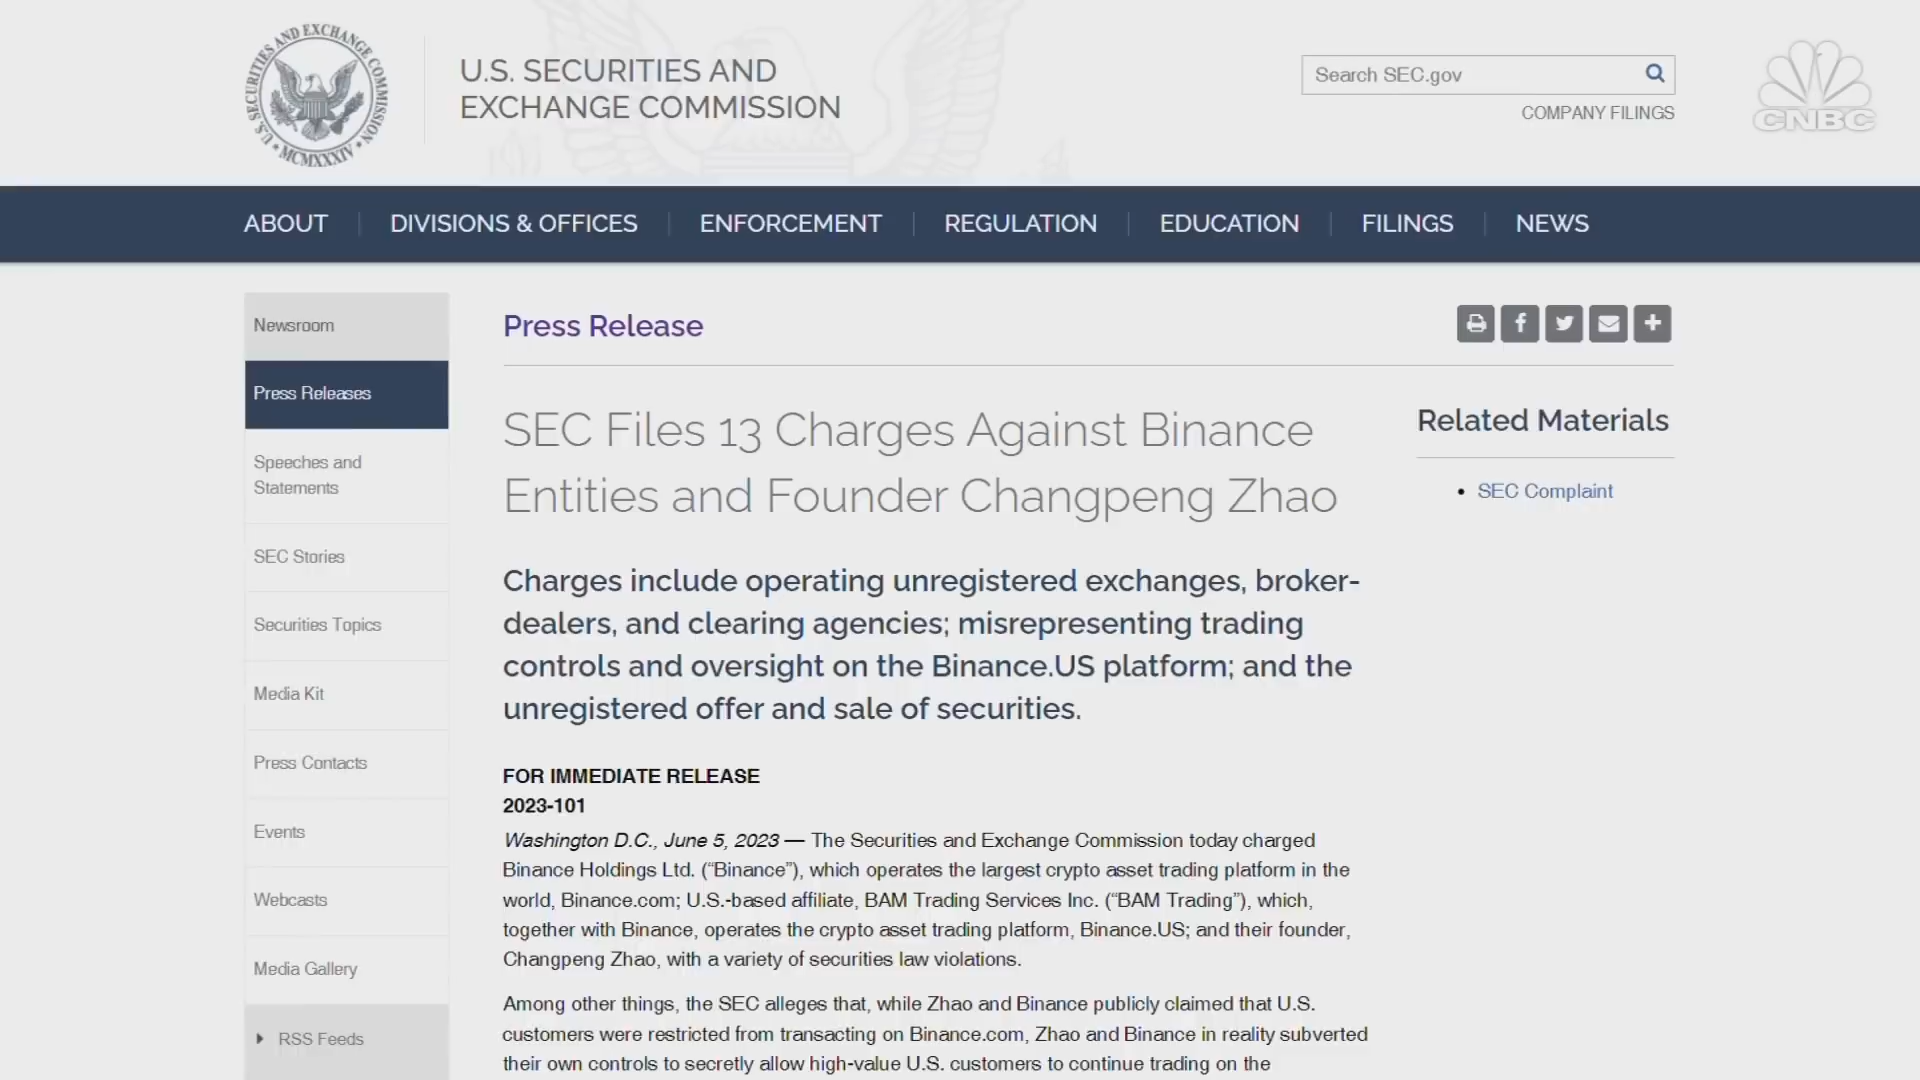 U.S. SECURITIES AND EXCHANGE COMMISSION
MCMXXXIV
U.S. SECURITIES AND
EXCHANGE COMMISSION
Search SEC.gov
COMPANY FILINGS
CNBC
ABOUT
DIVISIONS & OFFICES
ENFORCEMENT
REGULATION
EDUCATION
FILINGS
NEWS
Newsroom
Press Releases
Speeches and
Statements
SEC Stories
Securities Topics
Media Kit
Press Contacts
Events
Webcasts
Media Gallery
RSS Feeds
Press Release
SEC Files 13 Charges Against Binance
Entities and Founder Changpeng Zhao
Charges include operating unregistered exchanges, broker-
dealers, and clearing agencies; misrepresenting trading
controls and oversight on the Binance.US platform; and the
unregistered offer and sale of securities.
FOR IMMEDIATE RELEASE
2023-101
Washington D.C., June 5, 2023 — The Securities and Exchange Commission today charged
Binance Holdings Ltd. (“Binance”), which operates the largest crypto asset trading platform in the
world, Binance.com; U.S.-based affiliate, BAM Trading Services Inc. (“BAM Trading”), which,
together with Binance, operates the crypto asset trading platform, Binance.US; and their founder,
Changpeng Zhao, with a variety of securities law violations.
Among other things, the SEC alleges that, while Zhao and Binance publicly claimed that U.S.
customers were restricted from transacting on Binance.com, Zhao and Binance in reality subverted
their own controls to secretly allow high-value U.S. customers to continue trading on the
Related Materials
SEC Complaint